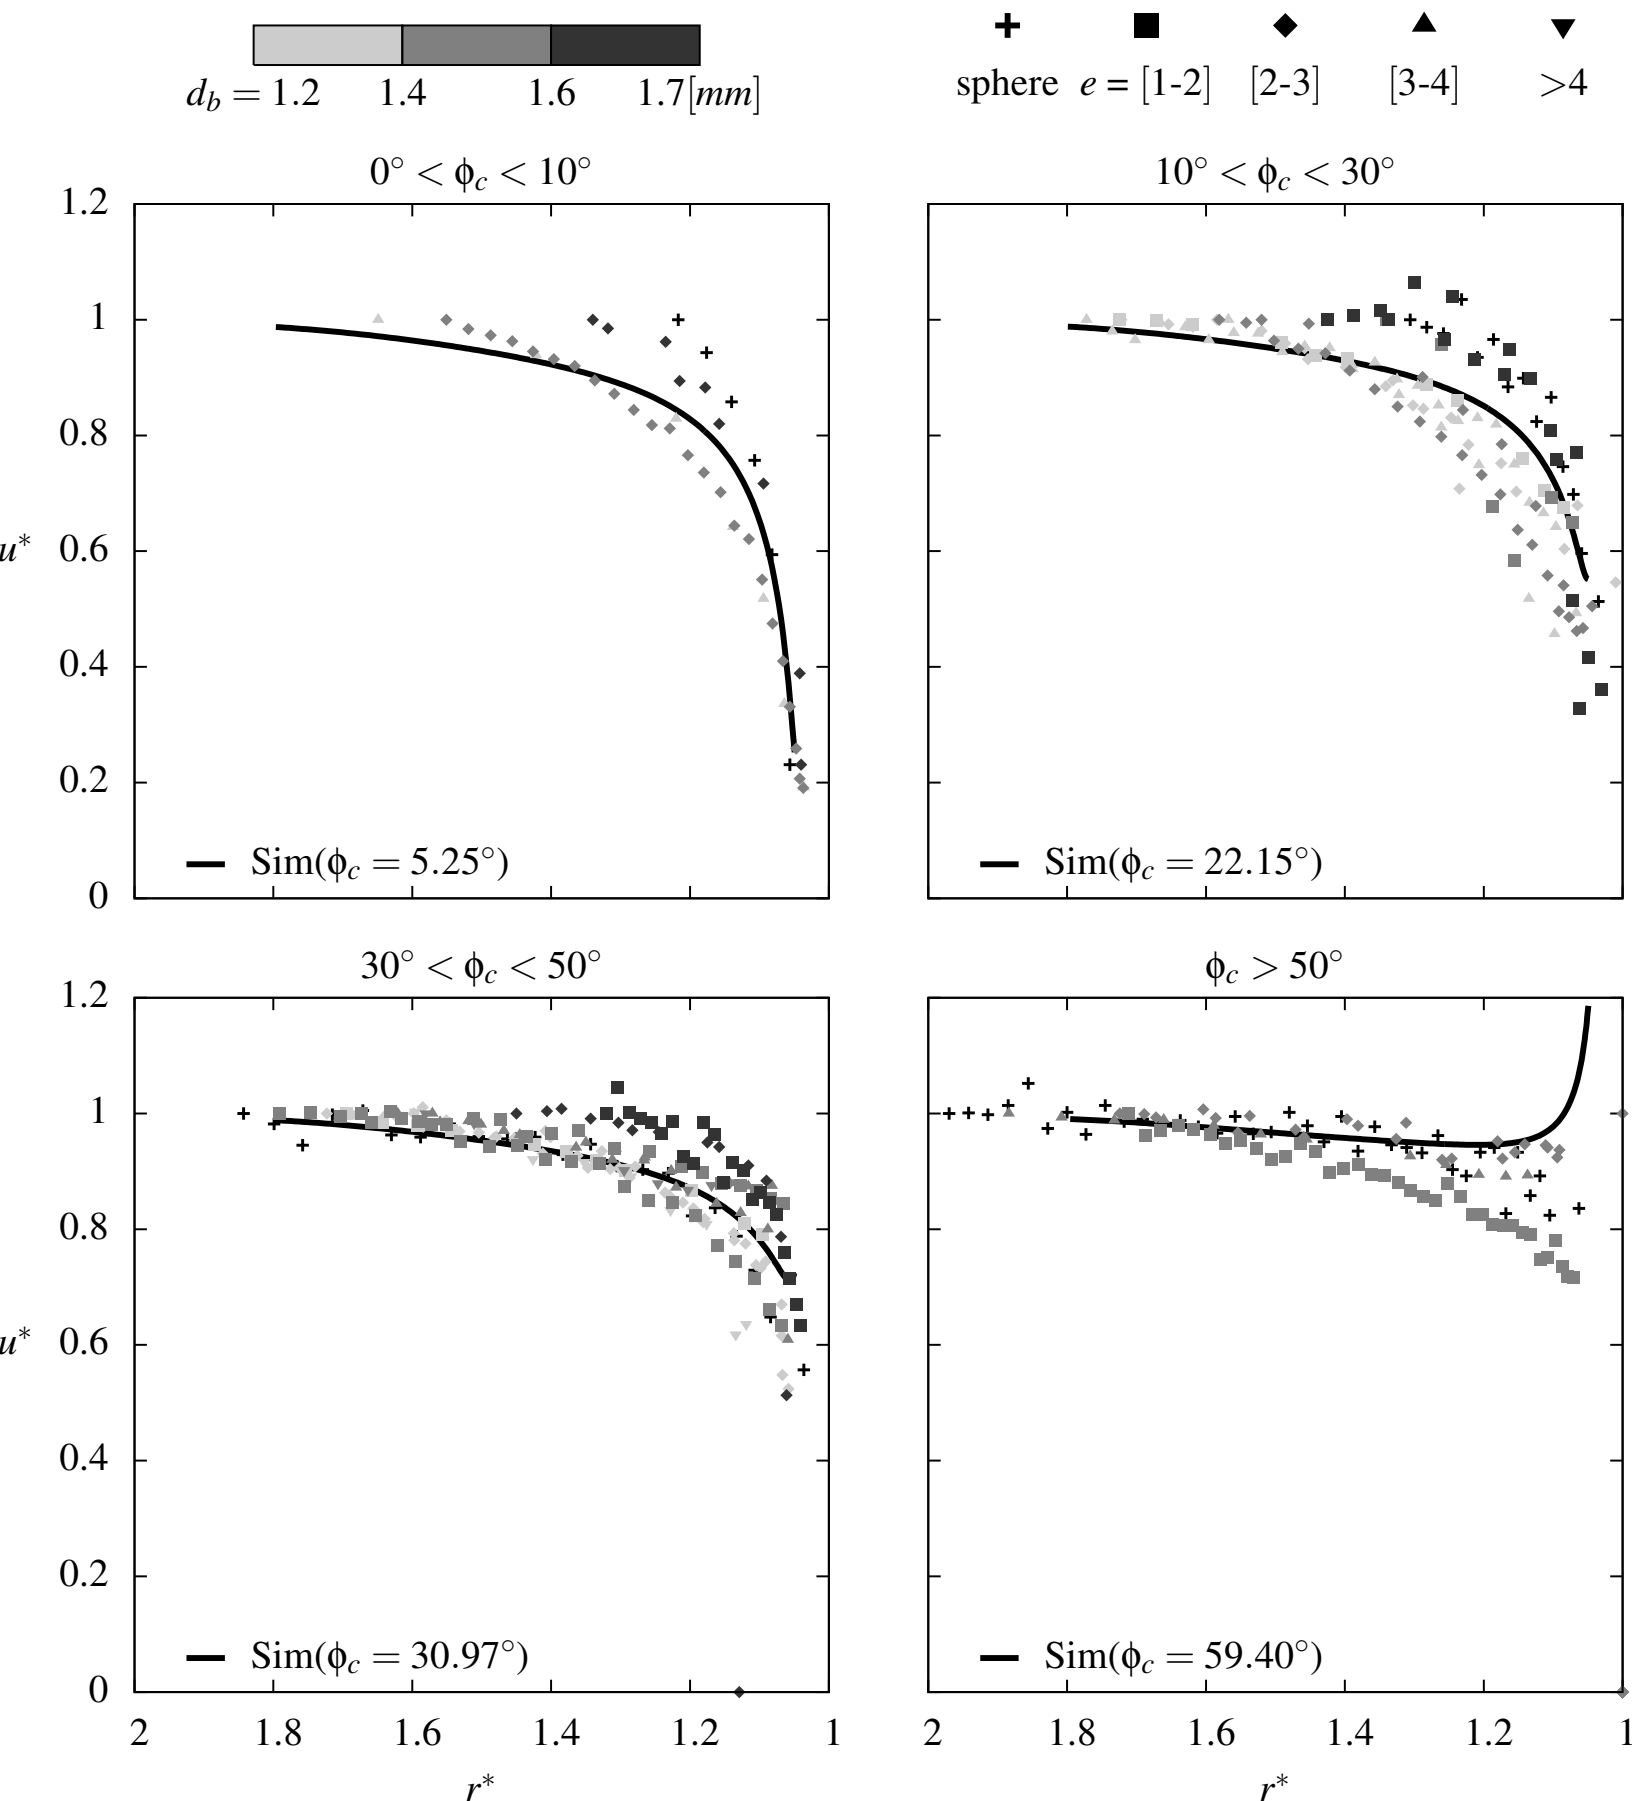 d_b = 1.2 1.4 1.6 1.7[mm]
sphere e = [1-2] [2-3] [3-4] >4
0° < ϕ_c < 10°
1.2
1
0.8
0.6
0.4
0.2
0
u*
Sim(ϕ_c = 5.25°)
10° < ϕ_c < 30°
Sim(ϕ_c = 22.15°)
30° < ϕ_c < 50°
1.2
1
0.8
0.6
0.4
0.2
0
u*
Sim(ϕ_c = 30.97°)
2 1.8 1.6 1.4 1.2 1
r*
ϕ_c > 50°
Sim(ϕ_c = 59.40°)
2 1.8 1.6 1.4 1.2 1
r*